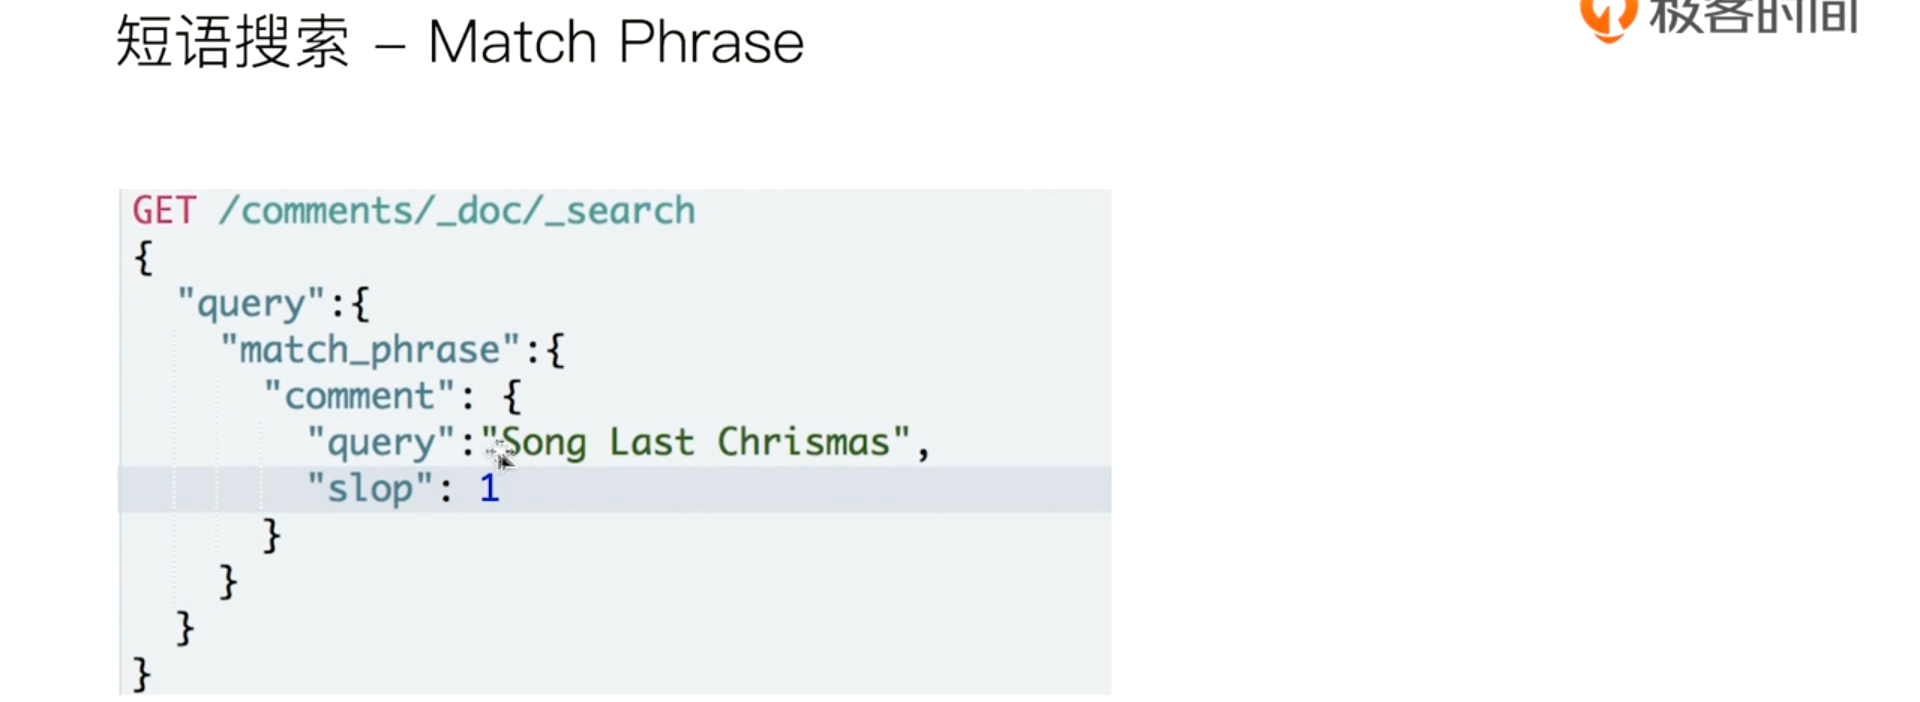 短语搜索 – Match Phrase
极客时间
GET /comments/_doc/_search
{
"query":{
"match_phrase":{
"comment": {
"query":"Song Last Chrismas",
"slop": 1
}
}
}
}